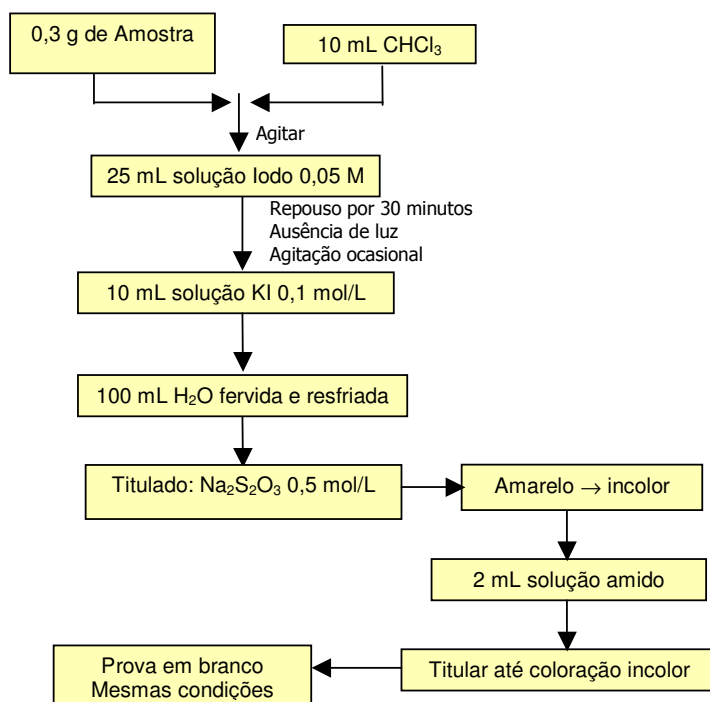 0,3 g de Amostra
10 mL CHCl₃
Agitar
25 mL solução Iodo 0,05 M
Repouso por 30 minutos
Ausência de luz
Agitação ocasional
10 mL solução KI 0,1 mol/L
100 mL H₂O fervida e resfriada
Titulado: Na₂S₂O₃ 0,5 mol/L
Amarelo → incolor
2 mL solução amido
Titular até coloração incolor
Prova em branco
Mesmas condições